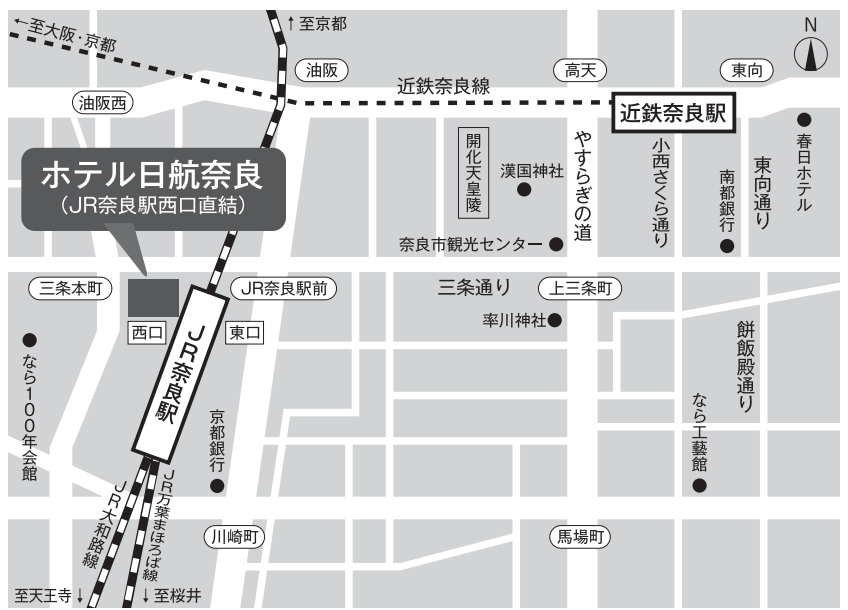 ←至大阪・京都
↑至京都
N
油阪
近鉄奈良線
高天
東向
油阪西
近鉄奈良駅
開化天皇陵
漢国神社
やすらぎの道
小西さくら通り
南都銀行
東向通り
春日ホテル
ホテル日航奈良
（JR奈良駅西口直結）
奈良市観光センター
三条本町
JR奈良駅前
三条通り
上三条町
西口
東口
率川神社
JR奈良駅
なら100年会館
京都銀行
餅飯殿通り
なら工藝館
JR大和路線
JR万葉まほろば線
川崎町
馬場町
至天王寺↓
↓至桜井